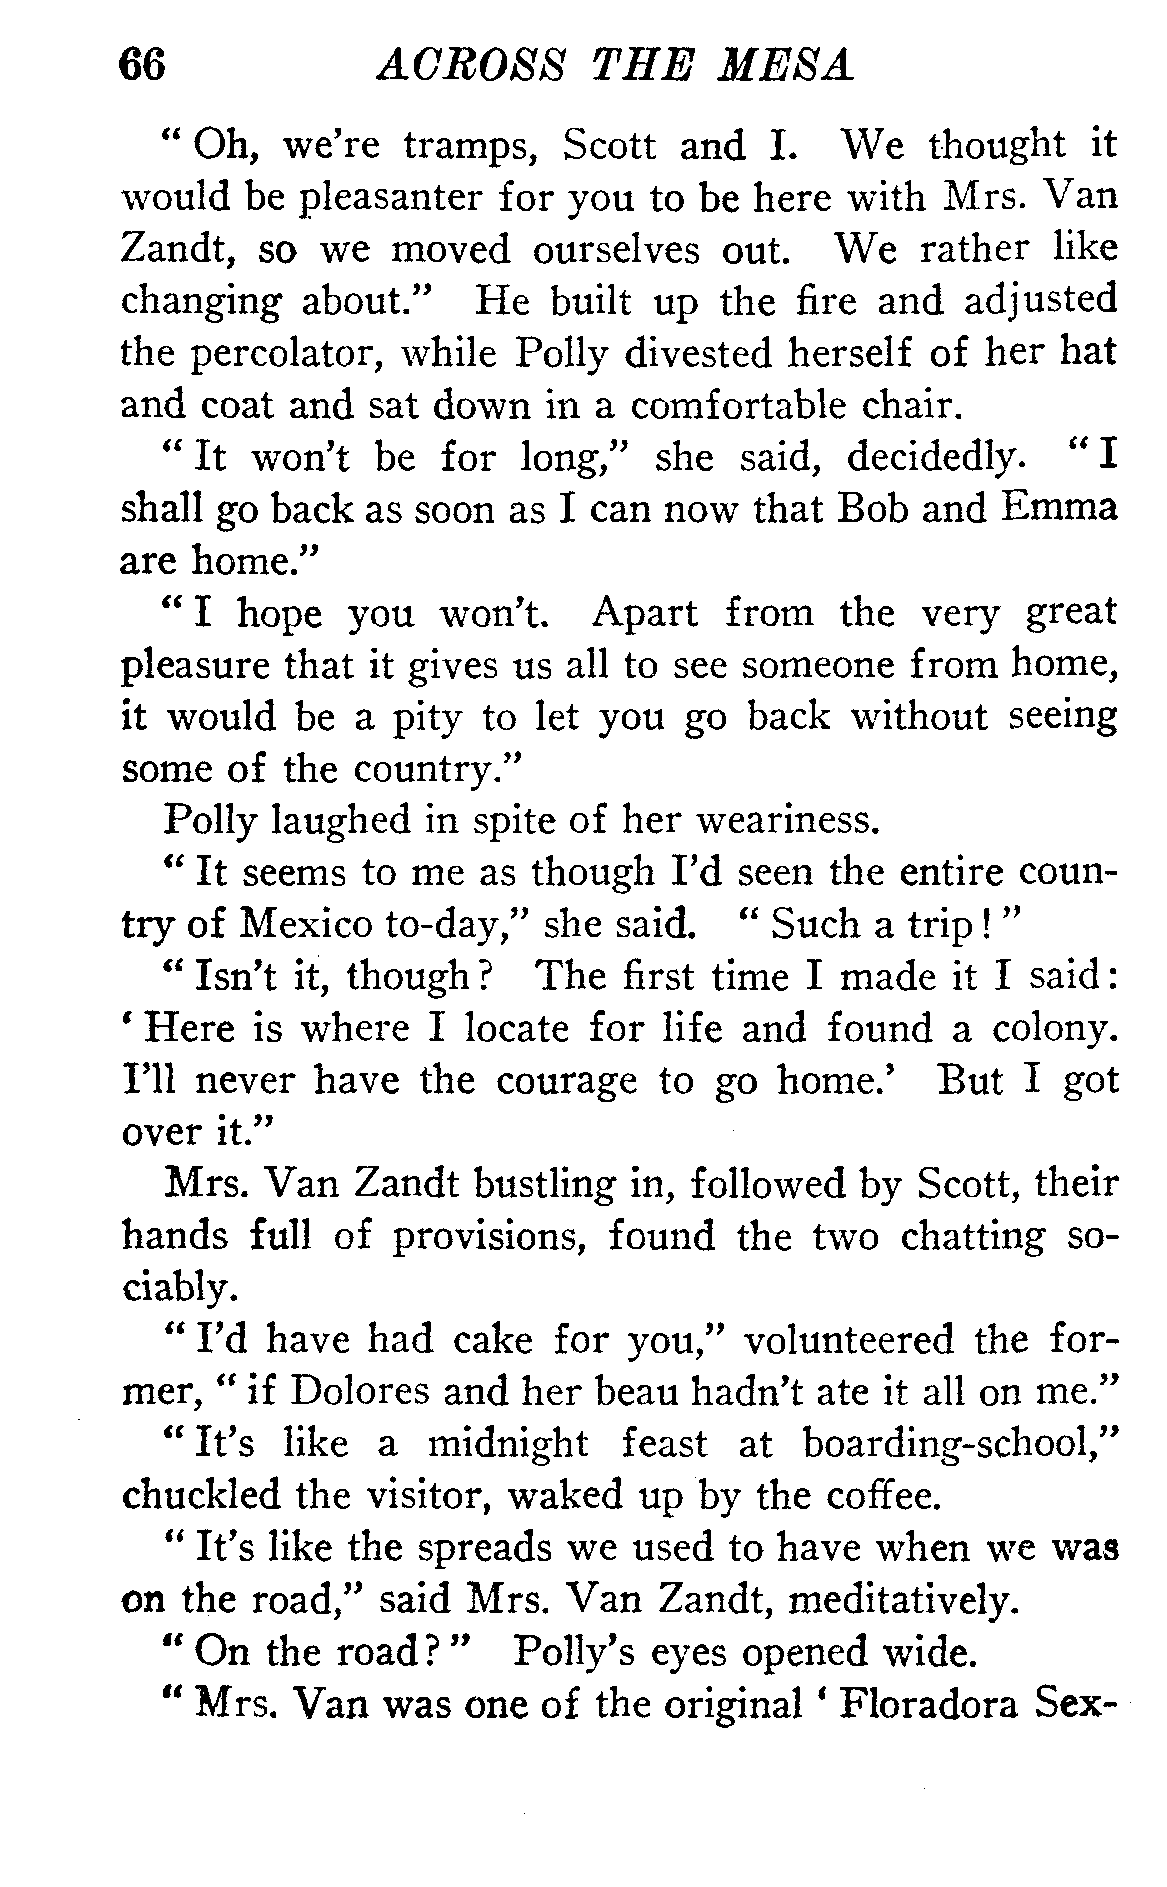 66 ACROSS THE MESA
" Oh, we're tramps, Scott and I. We thought it
would be pleasanter for you to be here with Mrs. Van
Zandt, so we moved ourselves out. We rather like
changing about." He built up the fire and adjusted
the percolator, while Polly divested herself of her hat
and coat and sat down in a comfortable chair.
" It won't be for long," she said, decidedly. " I
shall go back as soon as I can now that Bob and Emma
are home."
" I hope you won't. Apart from the very great
pleasure that it gives us all to see someone from home,
it would be a pity to let you go back without seeing
some of the country."
Polly laughed in spite of her weariness.
" It seems to me as though I'd seen the entire coun-
try of Mexico to-day," she said. " Such a trip! "
" Isn't it, though? The first time I made it I said:
' Here is where I locate for life and found a colony.
I'll never have the courage to go home.' But I got
over it."
Mrs. Van Zandt bustling in, followed by Scott, their
hands full of provisions, found the two chatting so-
ciably.
" I'd have had cake for you," volunteered the for-
mer, " if Dolores and her beau hadn't ate it all on me."
" It's like a midnight feast at boarding-school,"
chuckled the visitor, waked up by the coffee.
" It's like the spreads we used to have when we was
on the road," said Mrs. Van Zandt, meditatively.
" On the road? " Polly's eyes opened wide.
" Mrs. Van was one of the original ' Floradora Sex-